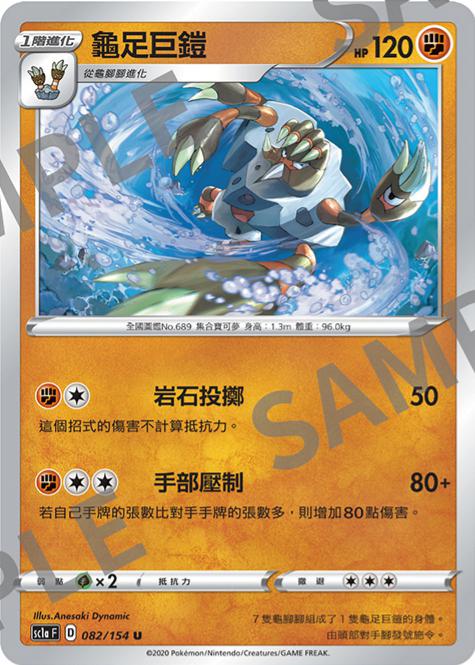 1階進化
龜足巨鎧
HP 120
從龜腳腳進化
SAMPLE
全國圖鑑No.689 集合寶可夢 身高：1.3m 體重：96.0kg
岩石投擲 50
這個招式的傷害不計算抵抗力。
SAMPLE
手部壓制 80+
若自己手牌的張數比對手手牌的張數多，則增加80點傷害。
弱點 ×2 抵抗力 撤退
Illus.Anesaki Dynamic
sc1a F D 082/154 U
7隻龜腳腳組成了1隻龜足巨鎧的身體。
由頭部對手腳發號施令。
©2020 Pokémon/Nintendo/Creatures/GAME FREAK.